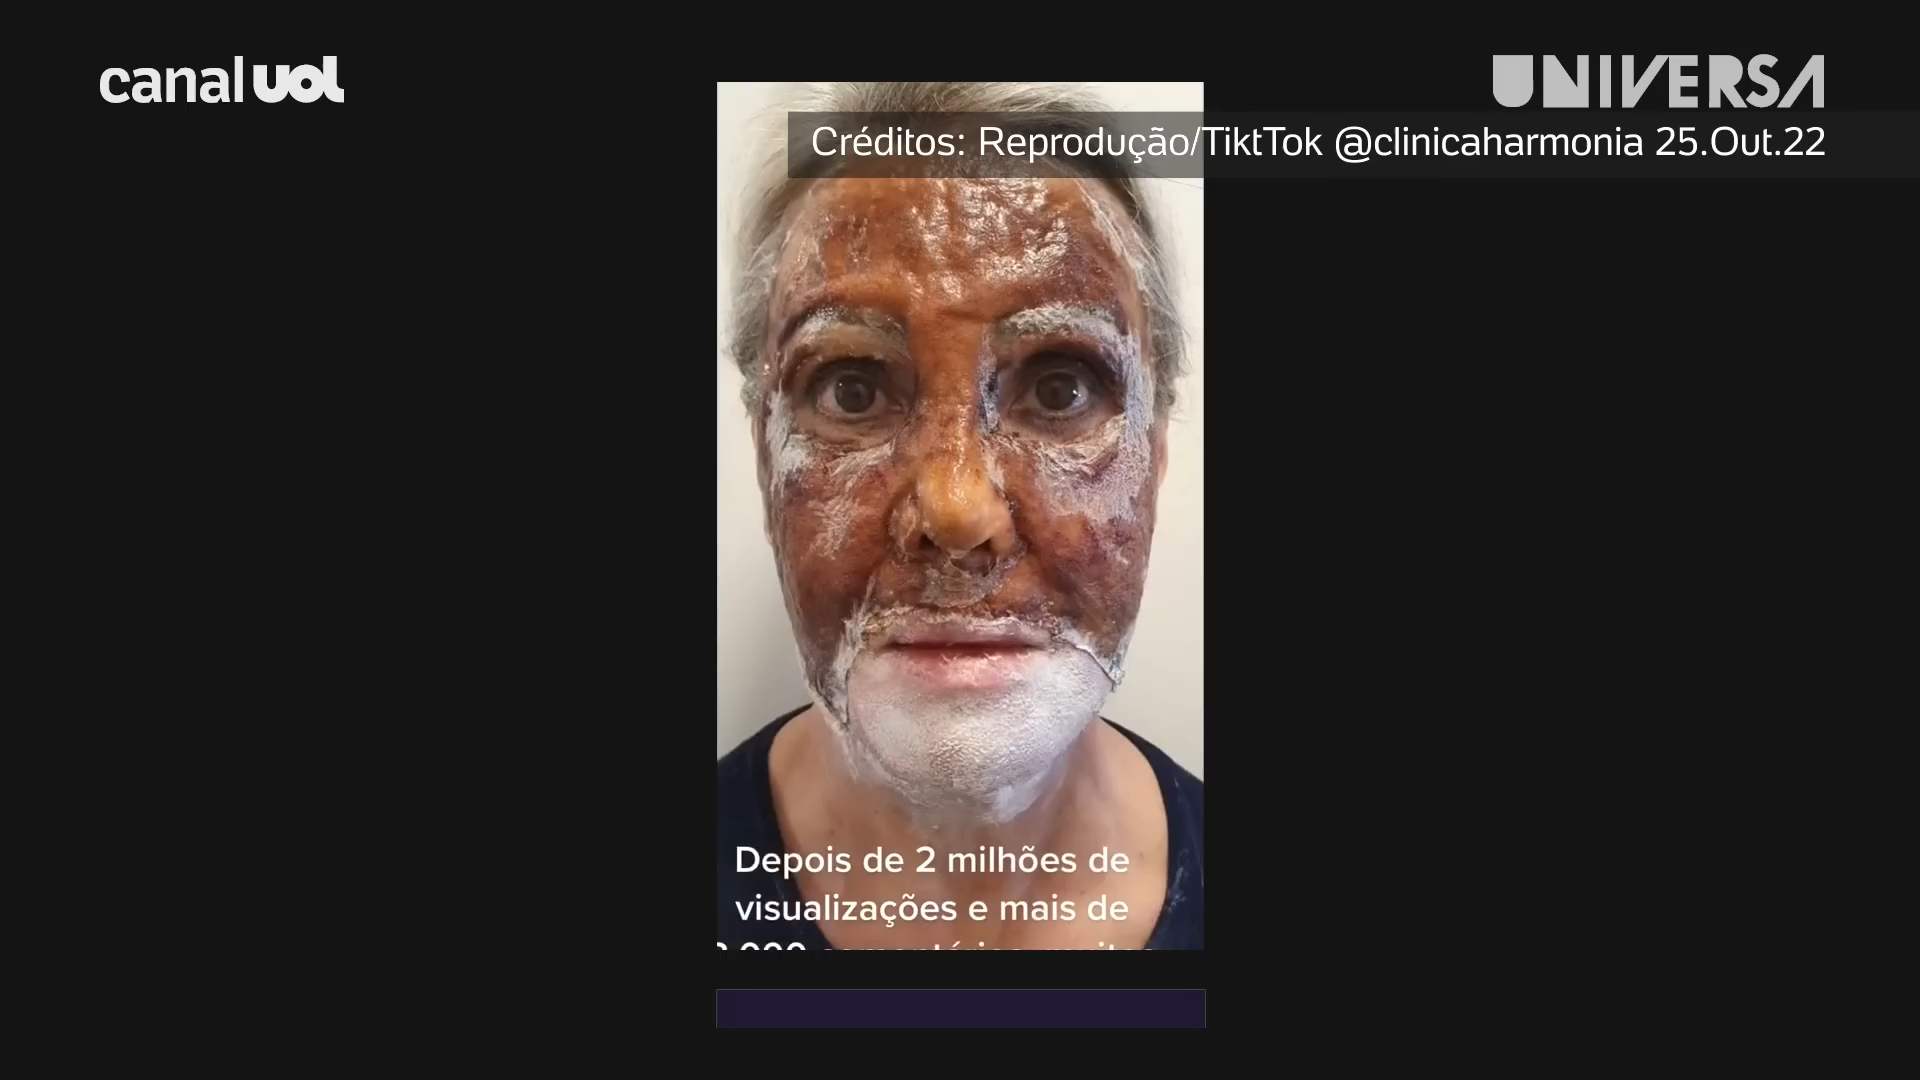 canal uol
UNIVERSA
Créditos: Reprodução/TiktTok @clinicaharmonia 25.Out.22
Depois de 2 milhões de
visualizações e mais de